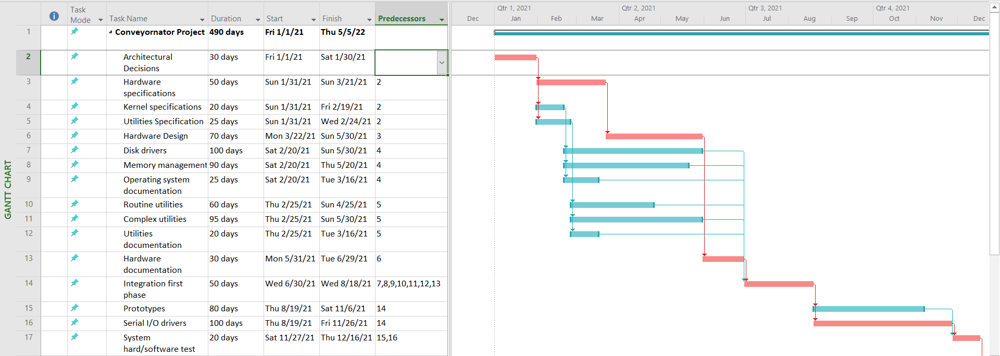 Qtr 1, 2021 Qtr 2, 2021 Qtr 3, 2021 Qtr 4, 2021
Dec Jan Feb Mar Apr May Jun Jul Aug Sep Oct Nov Dec
GANTT CHART
i Task Mode Task Name Duration Start Finish Predecessors
1 Conveyornator Project 490 days Fri 1/1/21 Thu 5/5/22
2 Architectural 30 days Fri 1/1/21 Sat 1/30/21
Decisions
3 Hardware 50 days Sun 1/31/21 Sun 3/21/21 2
specifications
4 Kernel specifications 20 days Sun 1/31/21 Fri 2/19/21 2
5 Utilities Specification 25 days Sun 1/31/21 Wed 2/24/21 2
6 Hardware Design 70 days Mon 3/22/21 Sun 5/30/21 3
7 Disk drivers 100 days Sat 2/20/21 Sun 5/30/21 4
8 Memory management 90 days Sat 2/20/21 Thu 5/20/21 4
9 Operating system 25 days Sat 2/20/21 Tue 3/16/21 4
documentation
10 Routine utilities 60 days Thu 2/25/21 Sun 4/25/21 5
11 Complex utilities 95 days Thu 2/25/21 Sun 5/30/21 5
12 Utilities 20 days Thu 2/25/21 Tue 3/16/21 5
documentation
13 Hardware 30 days Mon 5/31/21 Tue 6/29/21 6
documentation
14 Integration first 50 days Wed 6/30/21 Wed 8/18/21 7,8,9,10,11,12,13
phase
15 Prototypes 80 days Thu 8/19/21 Sat 11/6/21 14
16 Serial I/O drivers 100 days Thu 8/19/21 Fri 11/26/21 14
17 System 20 days Sat 11/27/21 Thu 12/16/21 15,16
hard/software test